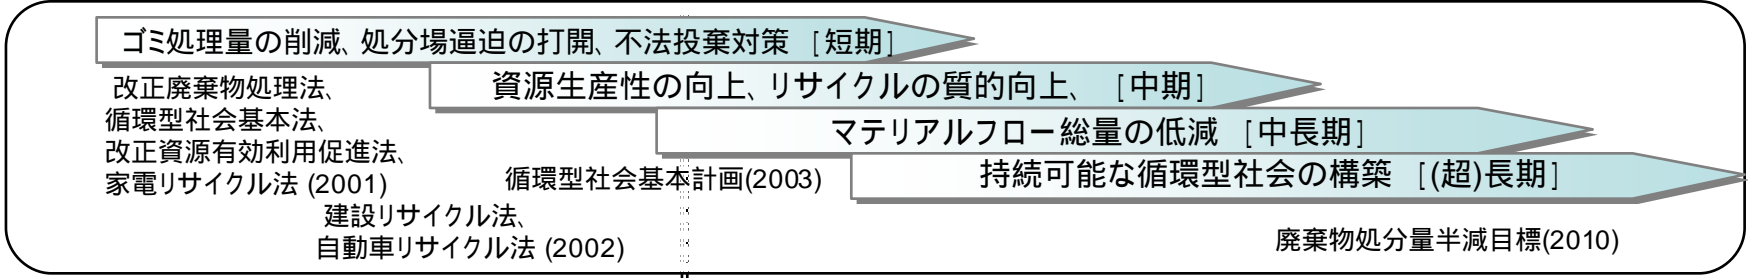 ゴミ処理量の削減、処分場逼迫の打開、不法投棄対策 [短期]
資源生産性の向上、リサイクルの質的向上、 [中期]
マテリアルフロー総量の低減 [中長期]
持続可能な循環型社会の構築 [(超)長期]
改正廃棄物処理法、
循環型社会基本法、
改正資源有効利用促進法、
家電リサイクル法 (2001)
循環型社会基本計画(2003)
建設リサイクル法、
自動車リサイクル法 (2002)
廃棄物処分量半減目標(2010)